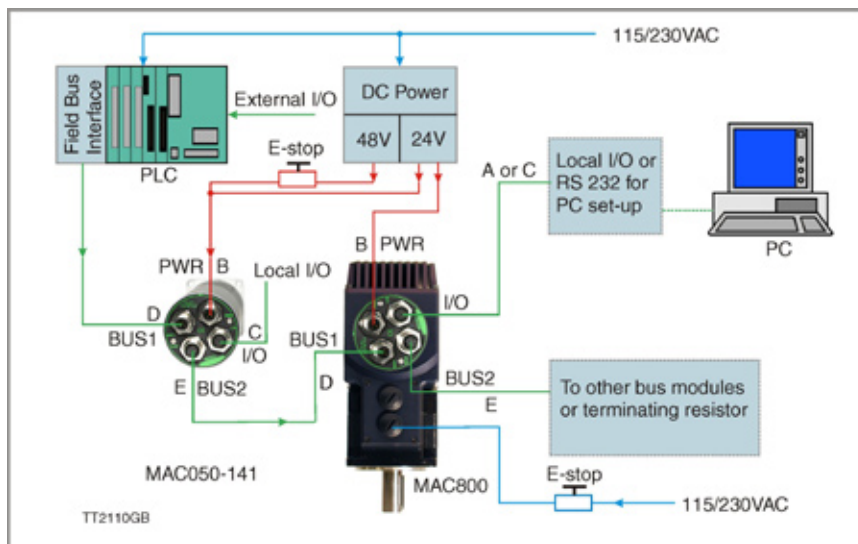 115/230VAC
Field Bus
Interface
PLC
External I/O
DC Power
48V
24V
E-stop
A or C
Local I/O or
RS 232 for
PC set-up
PC
PWR
B
Local I/O
D
BUS1
C
I/O
E
BUS2
B
PWR
I/O
BUS1
D
BUS2
E
To other bus modules
or terminating resistor
MAC050-141
MAC800
E-stop
115/230VAC
TT2110GB